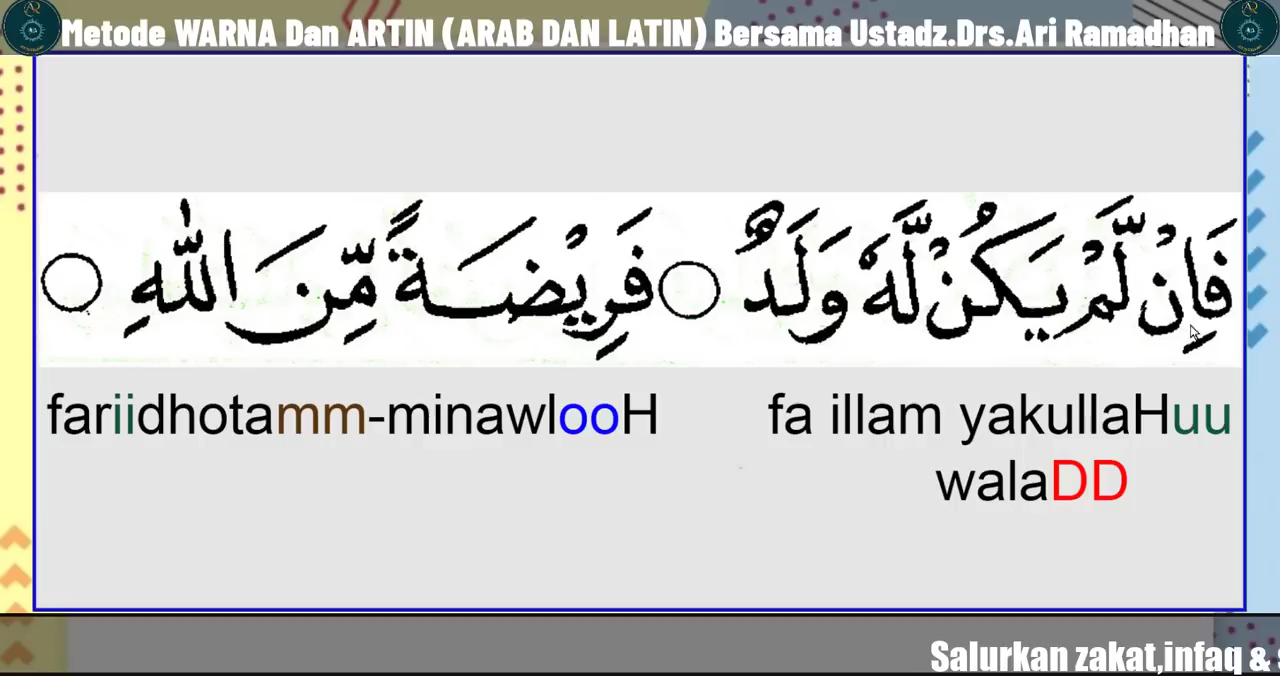 Metode WARNA Dan ARTIN (ARAB DAN LATIN) Bersama Ustadz.Drs.Ari Ramadhan
فَاِنْ لَّمْ يَكُنْ لَّهٗ وَلَدٌ ○ فَرِيْضَةً مِّنَ اللّٰهِ ○
fa illam yakullaHuu
walaDD
fariidhotamm-minawlooH
Salurkan zakat,infaq &